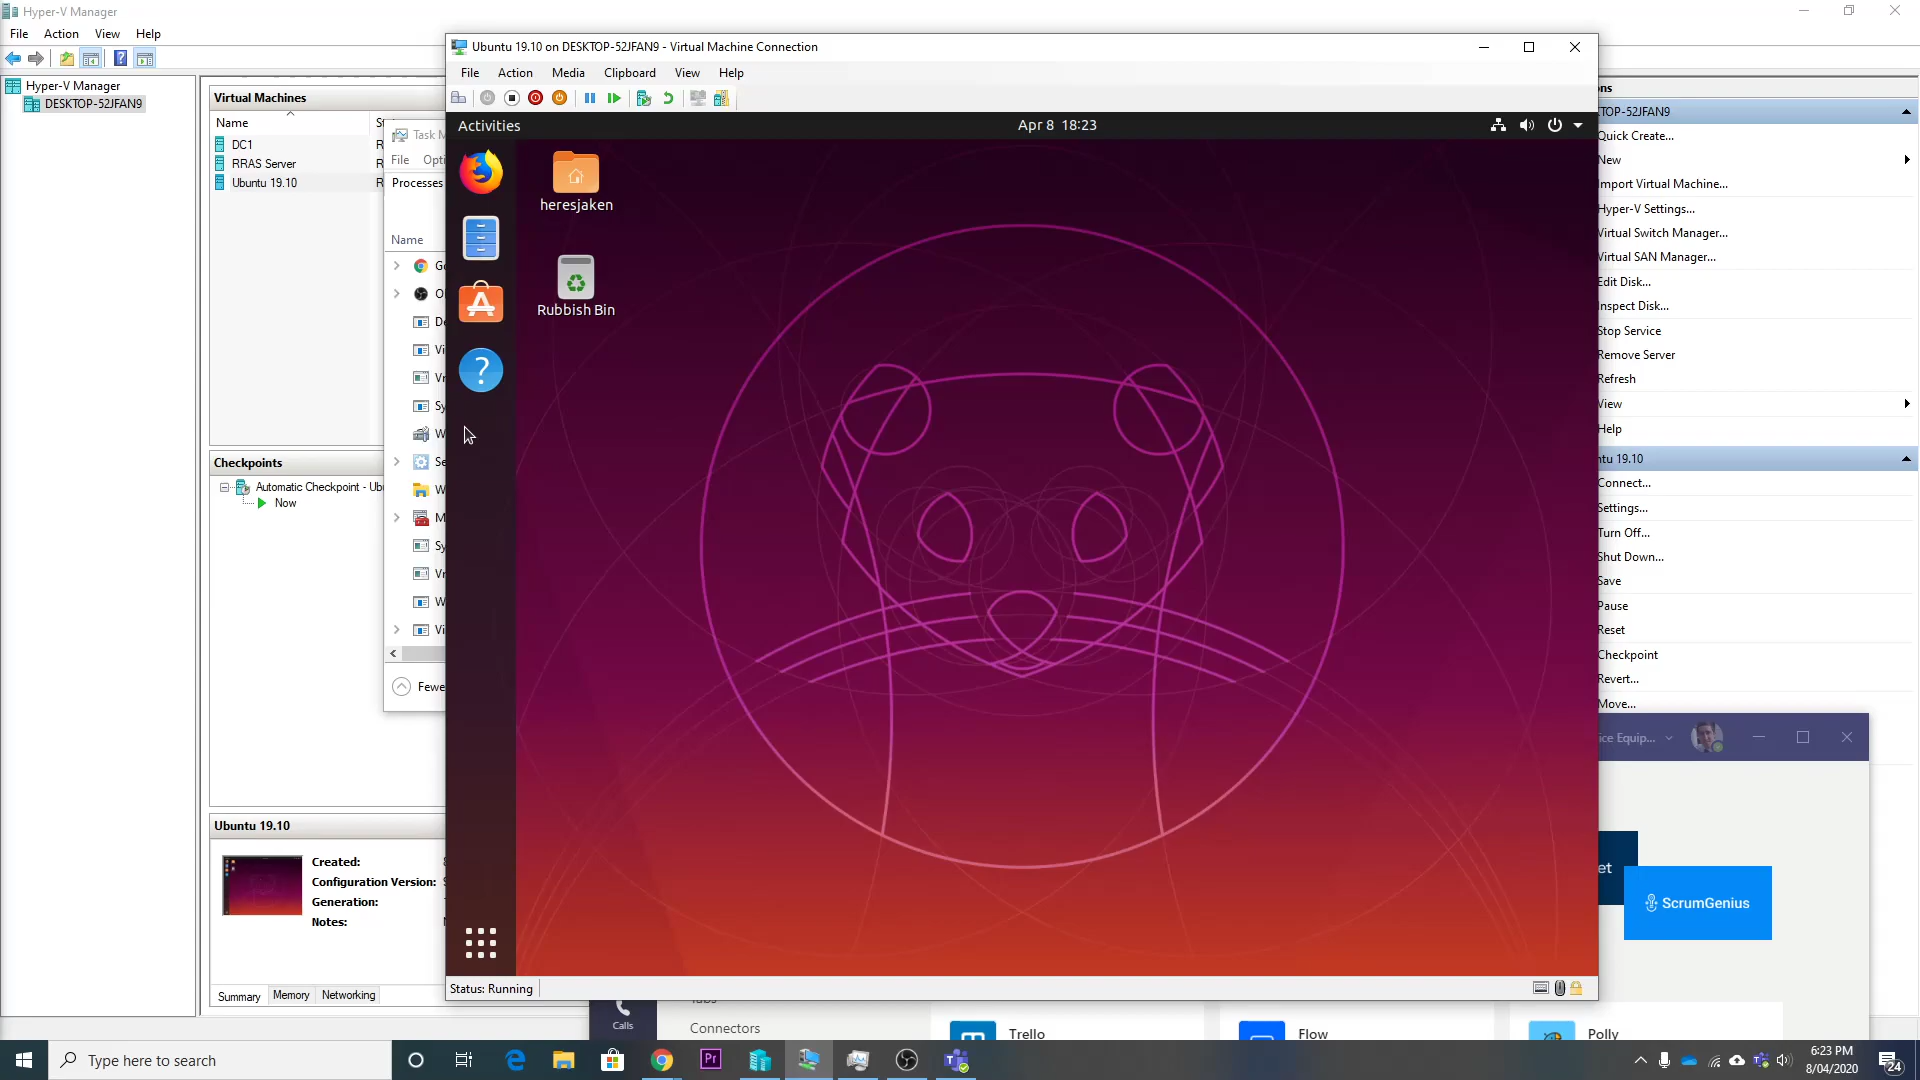 Hyper-V Manager
File Action View Help
Hyper-V Manager
DESKTOP-52JFAN9
Virtual Machines
Name
DC1
RRAS Server
Ubuntu 19.10
Checkpoints
Automatic Checkpoint - Ub
Now
Ubuntu 19.10
Created:
Configuration Version:
Generation:
Notes:
Summary Memory Networking
Task M
File Opti
Processes
Name
Fewe
Ubuntu 19.10 on DESKTOP-52JFAN9 - Virtual Machine Connection
File Action Media Clipboard View Help
Activities
Apr 8 18:23
heresjaken
Rubbish Bin
Status: Running
ons
TOP-52JFAN9
Quick Create...
New
Import Virtual Machine...
Hyper-V Settings...
Virtual Switch Manager...
Virtual SAN Manager...
Edit Disk...
Inspect Disk...
Stop Service
Remove Server
Refresh
View
Help
ntu 19.10
Connect...
Settings...
Turn Off...
Shut Down...
Save
Pause
Reset
Checkpoint
Revert...
Move...
ice Equip...
et
ScrumGenius
Calls
Connectors
Trello
Flow
Polly
Type here to search
Pr
6:23 PM
8/04/2020
24